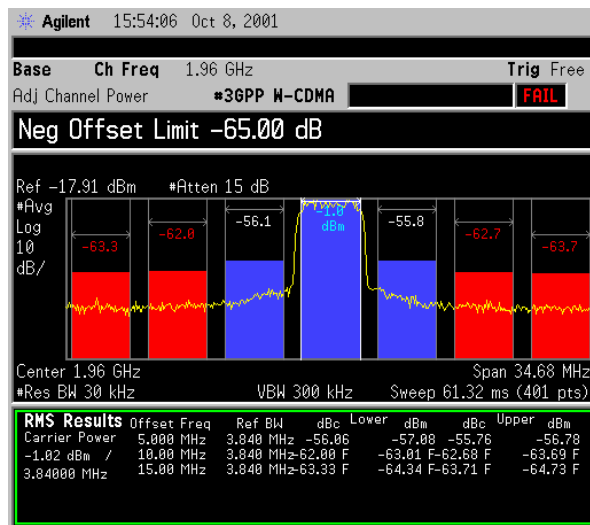 Agilent 15:54:06 Oct 8, 2001
Base Ch Freq 1.96 GHz Trig Free
Adj Channel Power #3GPP W-CDMA FAIL
Neg Offset Limit -65.00 dB
Ref -17.91 dBm #Atten 15 dB
#Avg
Log
10
dB/
-63.3 -62.0 -56.1 -1.0 dBm -55.8 -62.7 -63.7
Center 1.96 GHz Span 34.68 MHz
#Res BW 30 kHz VBW 300 kHz Sweep 61.32 ms (401 pts)
RMS Results Offset Freq Ref BW dBc Lower dBm dBc Upper dBm
Carrier Power 5.000 MHz 3.840 MHz -56.06 -57.08 -55.76 -56.78
-1.02 dBm / 10.00 MHz 3.840 MHz-62.00 F -63.01 F-62.68 F -63.69 F
3.84000 MHz 15.00 MHz 3.840 MHz-63.33 F -64.34 F-63.71 F -64.73 F